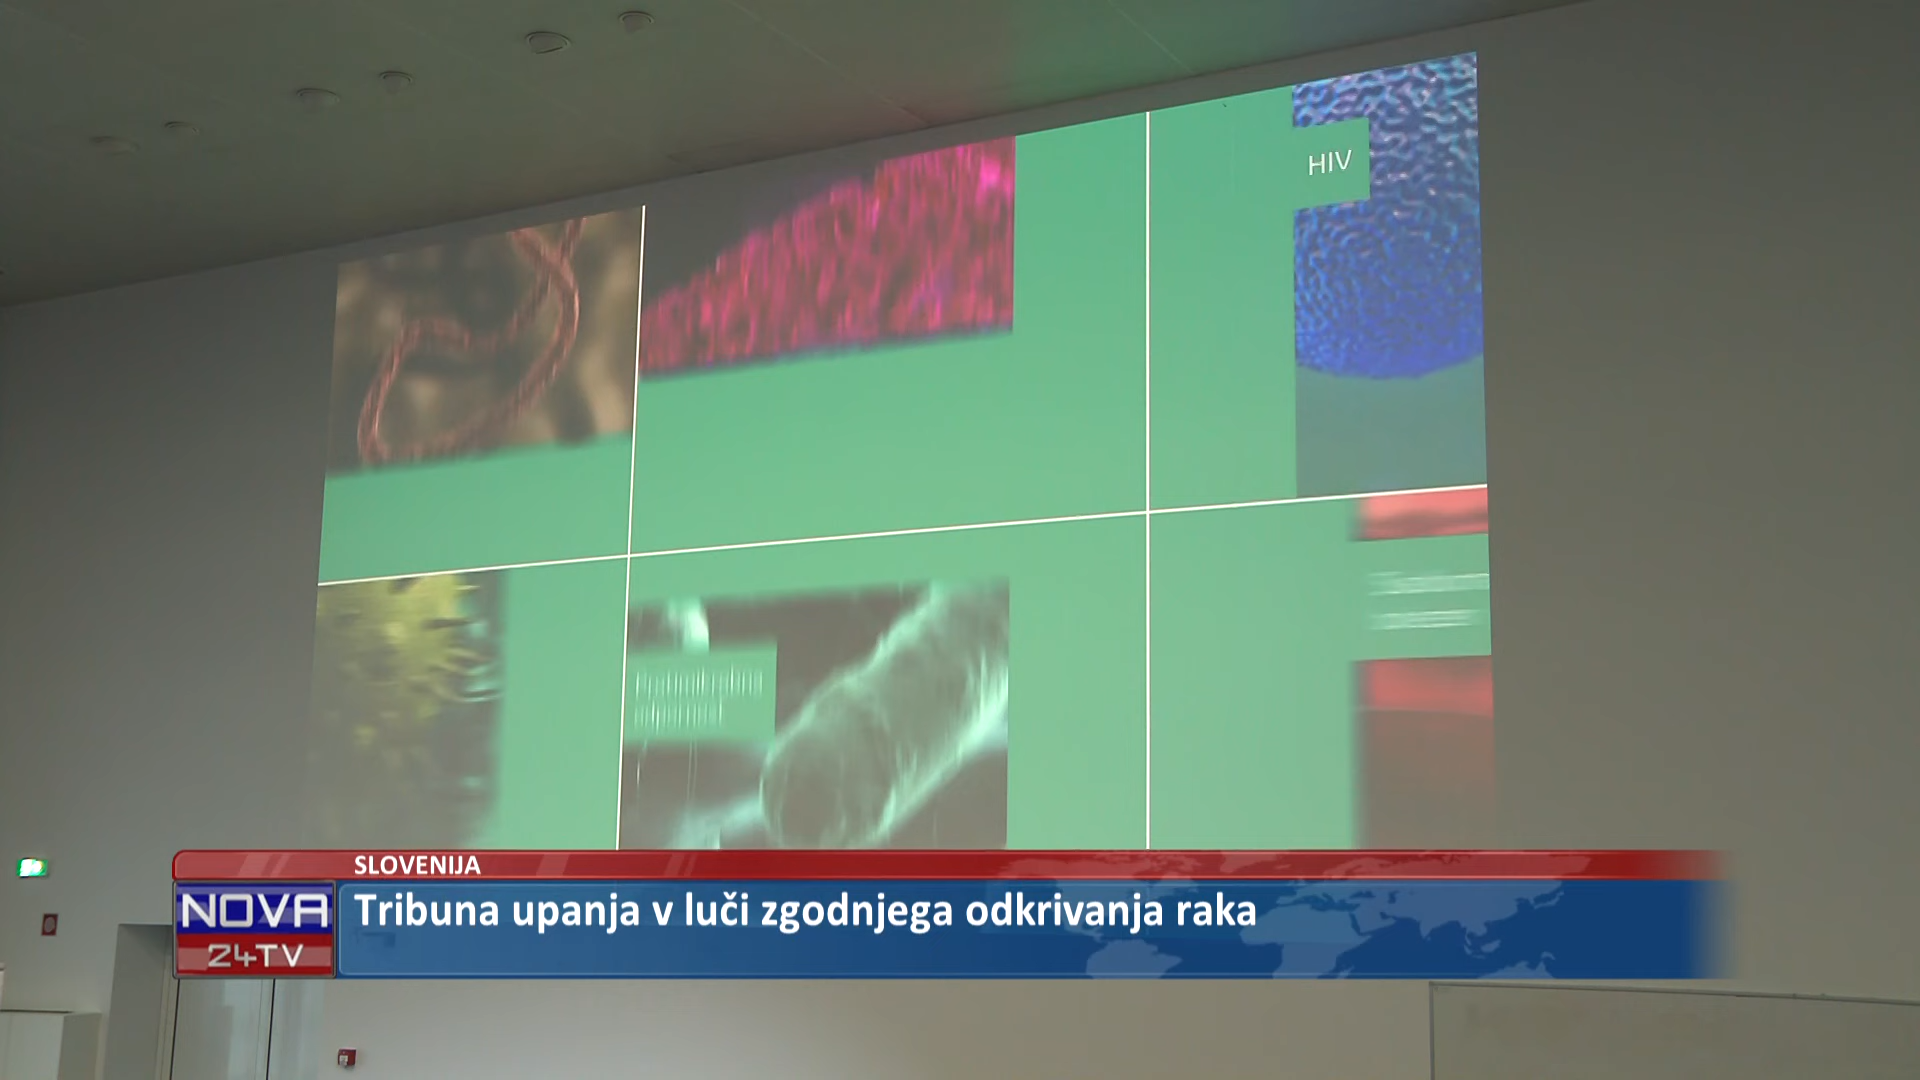 HIV
SLOVENIJA
NOVA
24TV
Tribuna upanja v luči zgodnjega odkrivanja raka